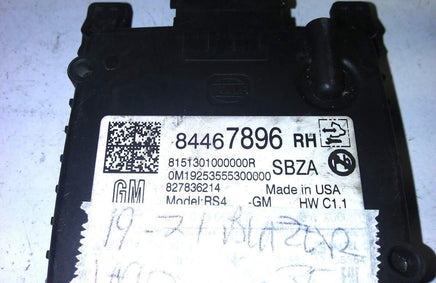 84467896 RH
8151301000000R SBZA
0M19253555300000
827836214 Made in USA
GM Model:RS4 -GM HW C1.1
19-21 BLAZER